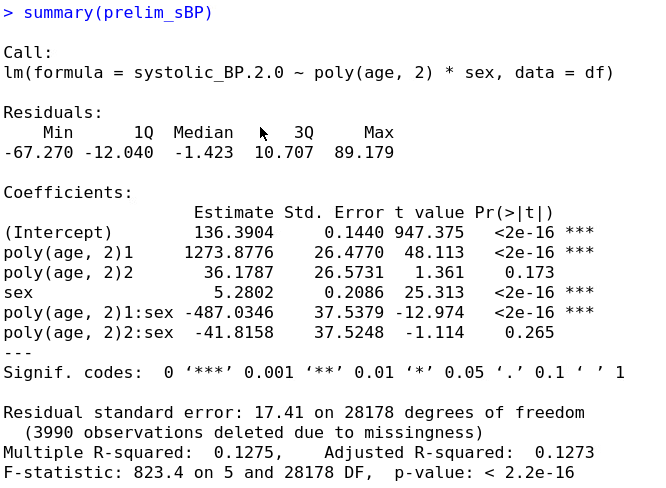 > summary(prelim_sBP)
Call:
lm(formula = systolic_BP.2.0 ~ poly(age, 2) * sex, data = df)
Residuals:
    Min      1Q  Median      3Q     Max
-67.270 -12.040  -1.423  10.707  89.179
Coefficients:
                   Estimate Std. Error t value Pr(>|t|)
(Intercept)        136.3904     0.1440 947.375   <2e-16 ***
poly(age, 2)1     1273.8776    26.4770  48.113   <2e-16 ***
poly(age, 2)2       36.1787    26.5731   1.361    0.173
sex                  5.2802     0.2086  25.313   <2e-16 ***
poly(age, 2)1:sex -487.0346    37.5379 -12.974   <2e-16 ***
poly(age, 2)2:sex  -41.8158    37.5248  -1.114    0.265
---
Signif. codes:  0 ‘***’ 0.001 ‘**’ 0.01 ‘*’ 0.05 ‘.’ 0.1 ‘ ’ 1
Residual standard error: 17.41 on 28178 degrees of freedom
  (3990 observations deleted due to missingness)
Multiple R-squared:  0.1275,    Adjusted R-squared:  0.1273
F-statistic: 823.4 on 5 and 28178 DF,  p-value: < 2.2e-16